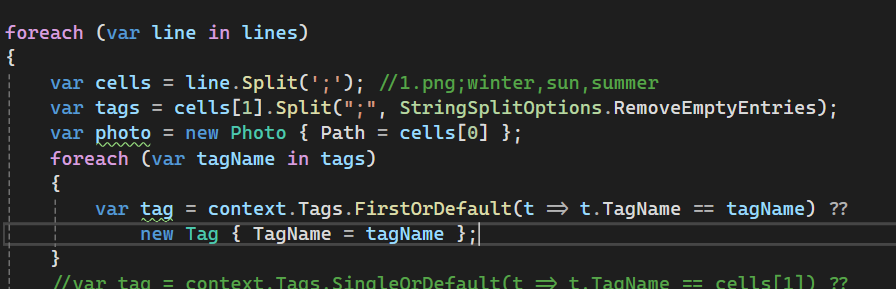 foreach (var line in lines)
{
var cells = line.Split(';'); //1.png;winter,sun,summer
var tags = cells[1].Split(";", StringSplitOptions.RemoveEmptyEntries);
var photo = new Photo { Path = cells[0] };
foreach (var tagName in tags)
{
var tag = context.Tags.FirstOrDefault(t => t.TagName == tagName) ??
new Tag { TagName = tagName };
}
//var tag = context.Tags.SingleOrDefault(t => t.TagName == cells[1]) ??